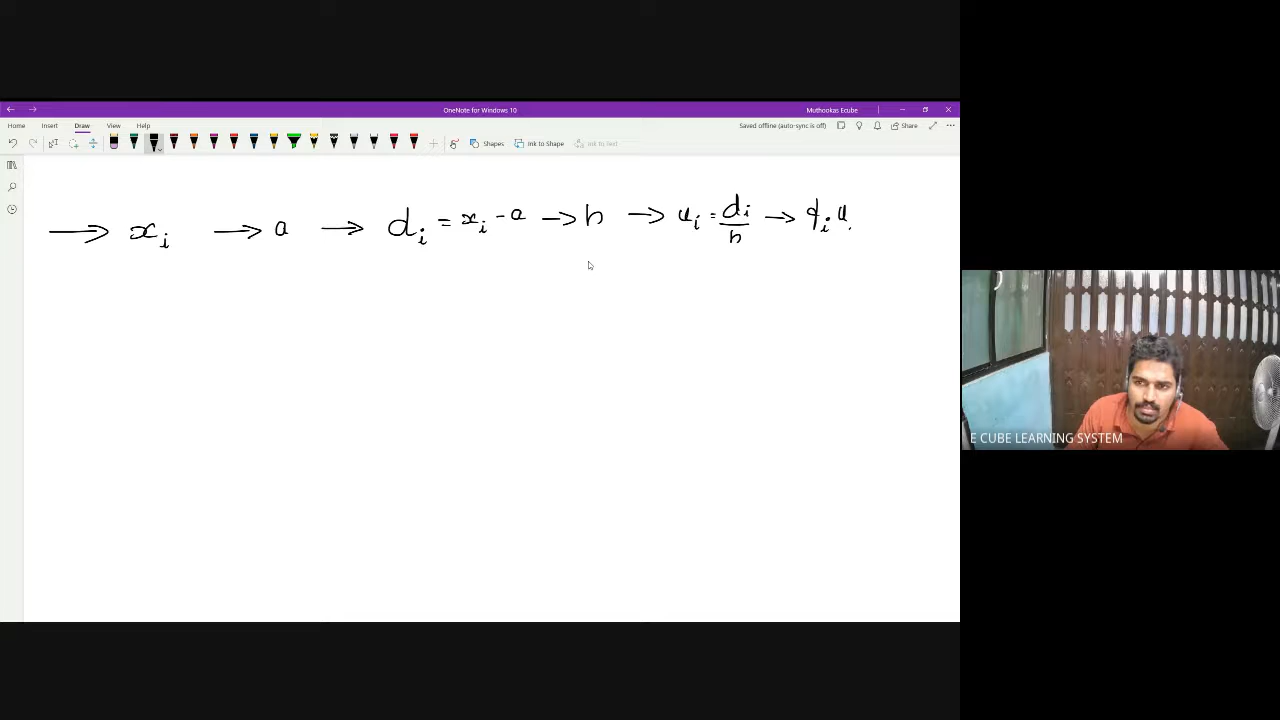 OneNote for Windows 10
Muthookas Ecube
Home Insert Draw View Help
Saved offline (auto-sync is off) Share
Shapes Ink to Shape Ink to Text
→ xᵢ → a → dᵢ = xᵢ - a → h → uᵢ = dᵢ/h → fᵢ u
E CUBE LEARNING SYSTEM